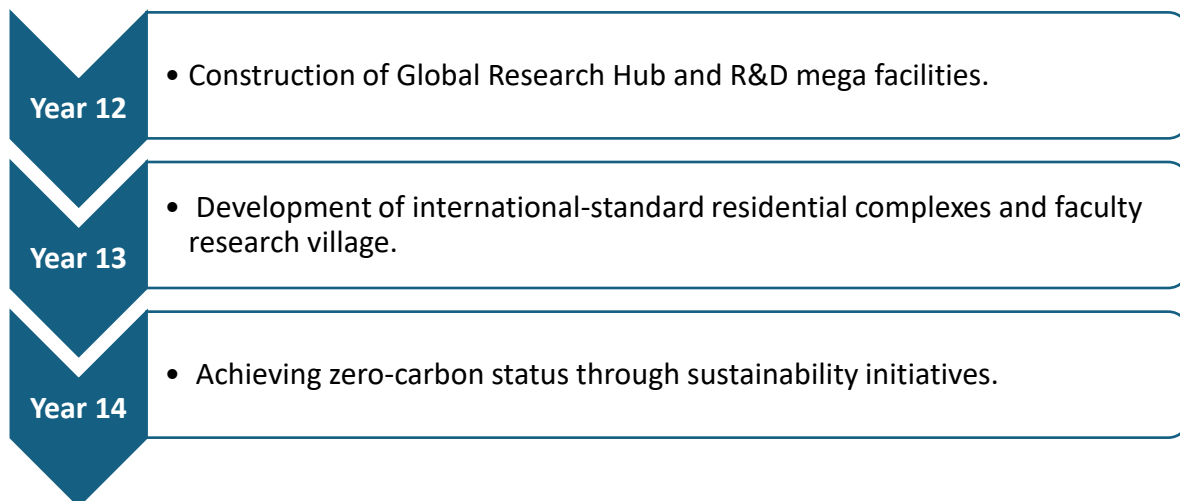 Year 12
• Construction of Global Research Hub and R&D mega facilities.
Year 13
• Development of international-standard residential complexes and faculty
research village.
Year 14
• Achieving zero-carbon status through sustainability initiatives.